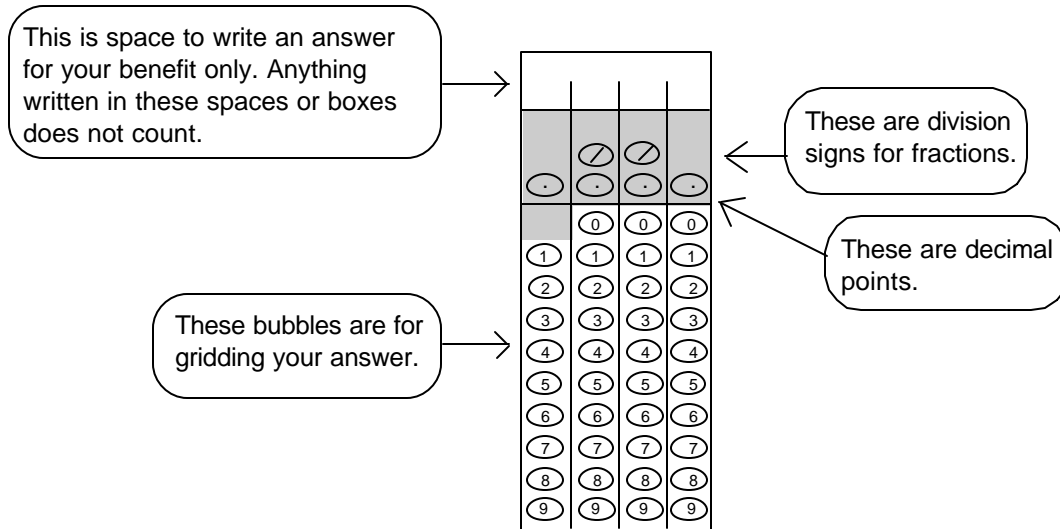 This is space to write an answer
for your benefit only. Anything
written in these spaces or boxes
does not count.
These are division
signs for fractions.
/ /
. . . .
These are decimal
points.
0 0 0
1 1 1 1
2 2 2 2
3 3 3 3
These bubbles are for
gridding your answer.
4 4 4 4
5 5 5 5
6 6 6 6
7 7 7 7
8 8 8 8
9 9 9 9